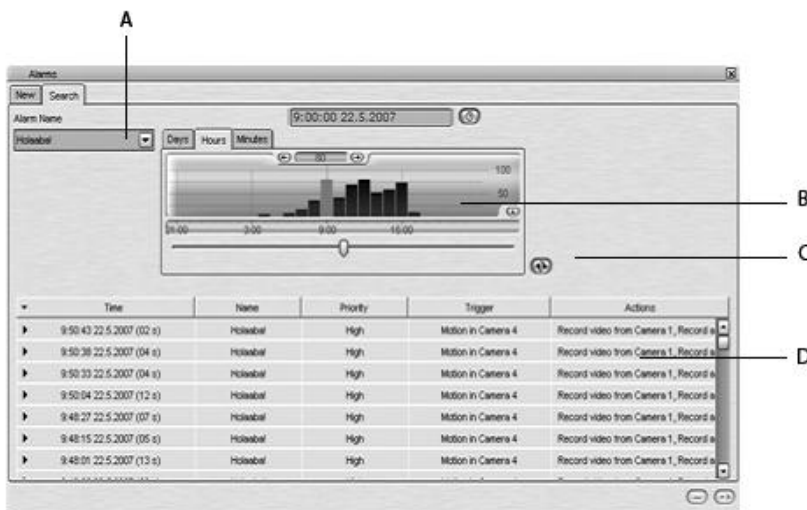 A
Alarms
New Search
Alarm Name
9:00:00 22.5.2007
Holaabal
Days Hours Minutes
60
100
50
B
21:00 3:00 9:00 15:00
C
Time Name Priority Trigger Actions
9:50:43 22.5.2007 (02 s) Holaabal High Motion in Camera 4 Record video from Camera 1, Record a
9:50:38 22.5.2007 (04 s) Holaabal High Motion in Camera 4 Record video from Camera 1, Record a
9:50:33 22.5.2007 (04 s) Holaabal High Motion in Camera 4 Record video from Camera 1, Record a
D
9:50:04 22.5.2007 (12 s) Holaabal High Motion in Camera 4 Record video from Camera 1, Record a
9:48:27 22.5.2007 (07 s) Holaabal High Motion in Camera 4 Record video from Camera 1, Record a
9:48:15 22.5.2007 (05 s) Holaabal High Motion in Camera 4 Record video from Camera 1, Record a
9:48:01 22.5.2007 (13 s) Holaabal High Motion in Camera 4 Record video from Camera 1, Record a